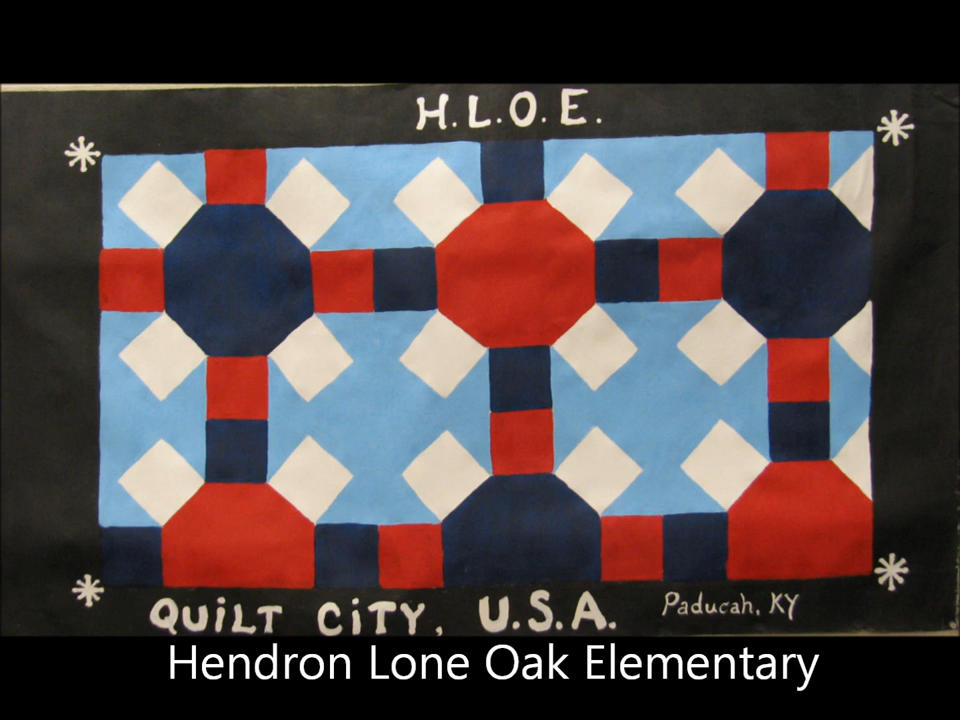 H.L.O.E.
QUiLT CiTY, U.S.A. Paducah, KY
Hendron Lone Oak Elementary